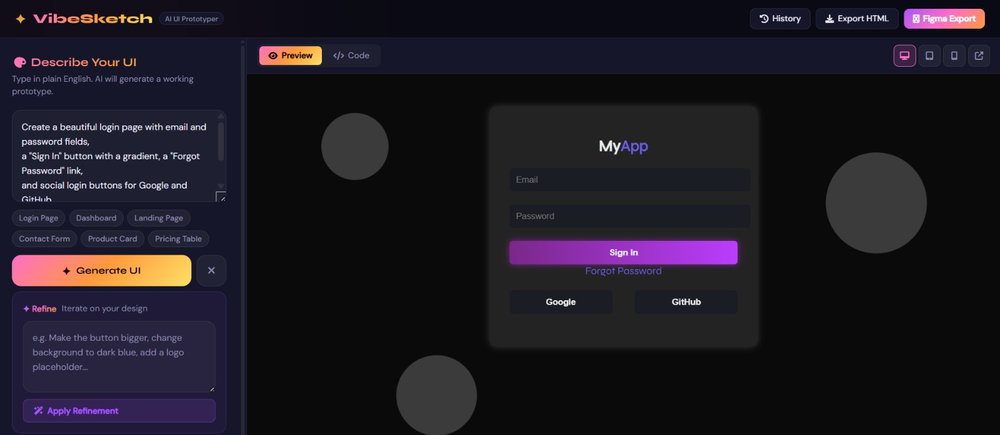 VibeSketch
AI UI Prototyper
History
Export HTML
Figma Export
Describe Your UI
Type in plain English. AI will generate a working
prototype.
Create a beautiful login page with email and
password fields,
a "Sign In" button with a gradient, a "Forgot
Password" link,
and social login buttons for Google and
GitHub
Login Page
Dashboard
Landing Page
Contact Form
Product Card
Pricing Table
Generate UI
Refine Iterate on your design
e.g. Make the button bigger, change
background to dark blue, add a logo
placeholder...
Apply Refinement
Preview
</> Code
MyApp
Email
Password
Sign In
Forgot Password
Google
GitHub